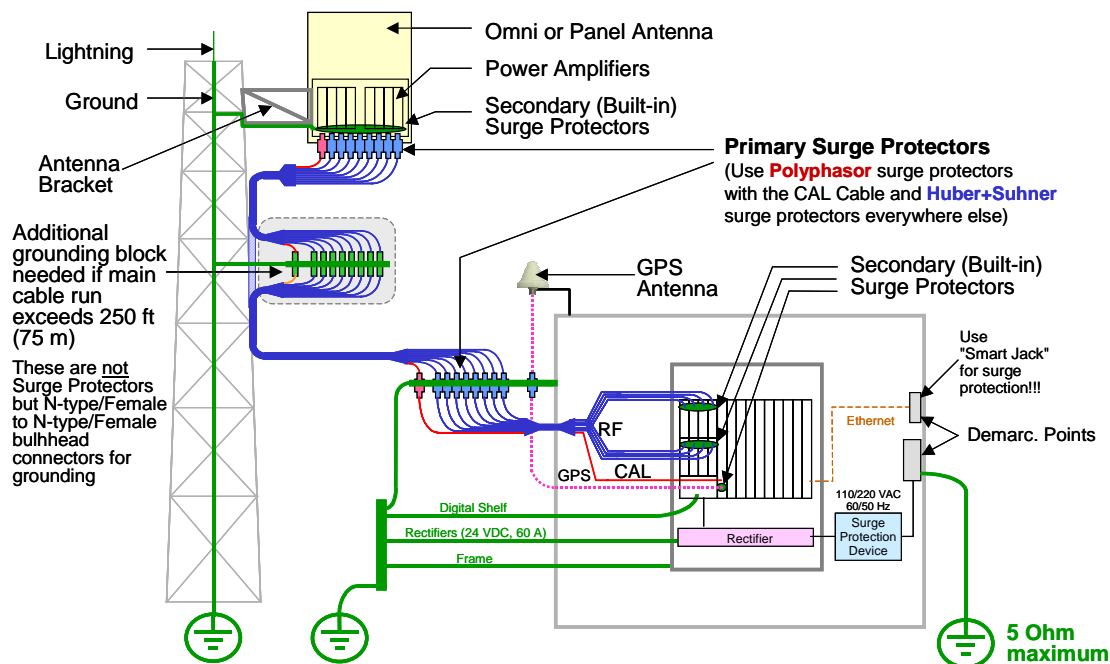 Lightning
Ground
Antenna
Bracket
Omni or Panel Antenna
Power Amplifiers
Secondary (Built-in)
Surge Protectors
Primary Surge Protectors
(Use Polyphasor surge protectors
with the CAL Cable and Huber+Suhner
surge protectors everywhere else)
Additional
grounding block
needed if main
cable run
exceeds 250 ft
(75 m)
These are not
Surge Protectors
but N-type/Female
to N-type/Female
bulhhead
connectors for
grounding
GPS
Antenna
Secondary (Built-in)
Surge Protectors
Use
"Smart Jack"
for surge
protection!!!
Ethernet
Demarc. Points
RF
CAL
GPS
110/220 VAC
60/50 Hz
Surge
Protection
Device
Rectifier
Digital Shelf
Rectifiers (24 VDC, 60 A)
Frame
5 Ohm
maximum